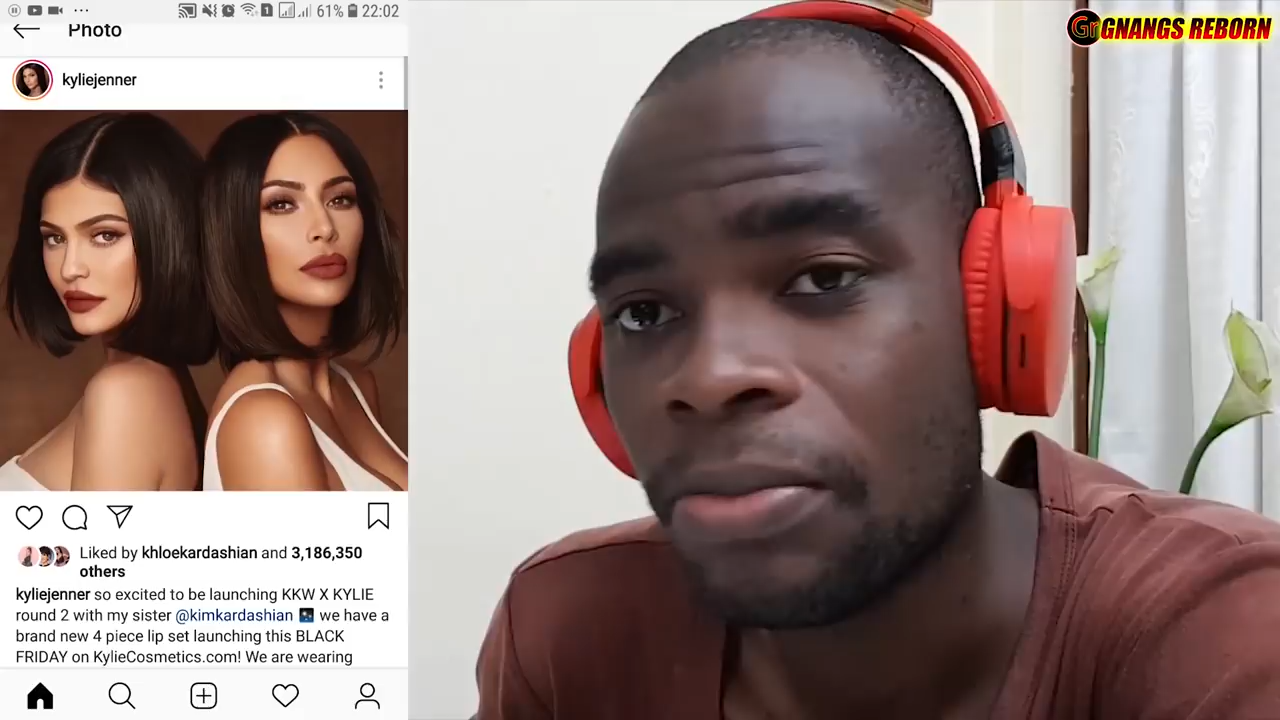 61% 22:02
Photo
kyliejenner
Liked by khloekardashian and 3,186,350
others
kyliejenner so excited to be launching KKW X KYLIE
round 2 with my sister @kimkardashian 🌌 we have a
brand new 4 piece lip set launching this BLACK
FRIDAY on KylieCosmetics.com! We are wearing
Gr GNANGS REBORN